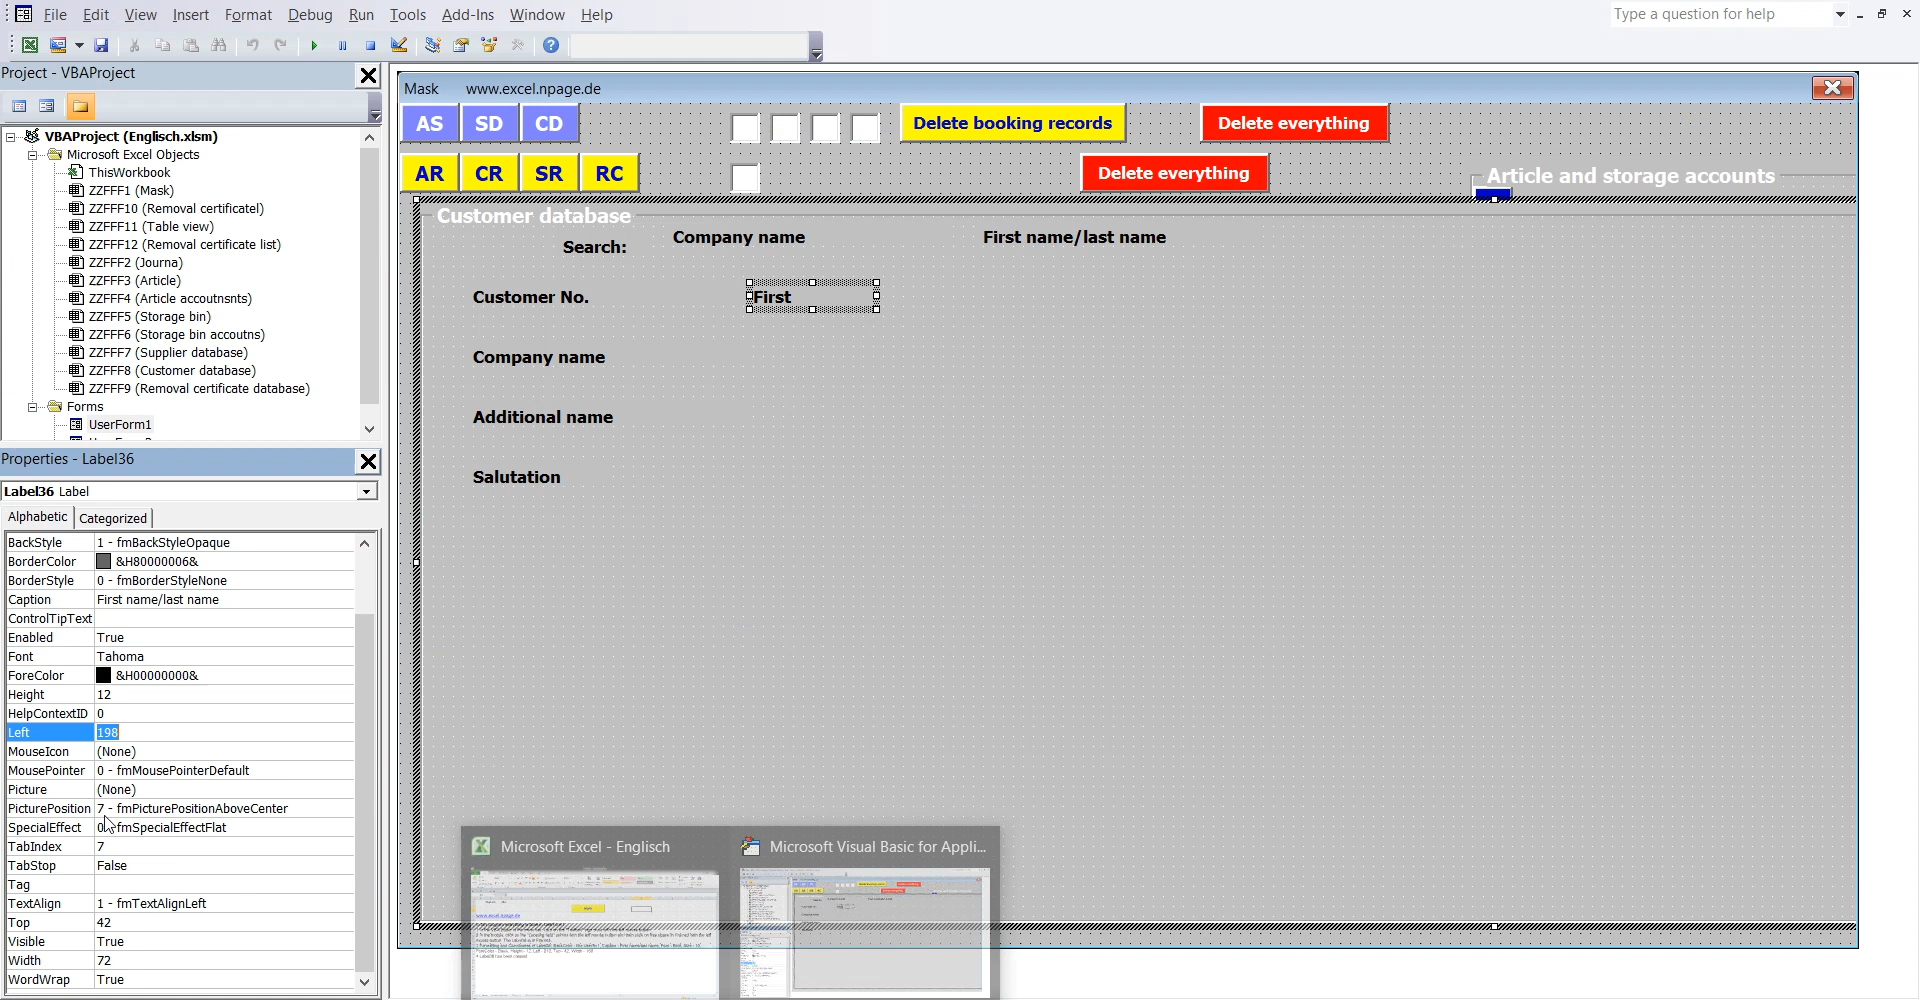 File Edit View Insert Format Debug Run Tools Add-Ins Window Help
Type a question for help
Project - VBAProject
VBAProject (Englisch.xlsm)
Microsoft Excel Objects
ThisWorkbook
ZZFFF1 (Mask)
ZZFFF10 (Removal certificatel)
ZZFFF11 (Table view)
ZZFFF12 (Removal certificate list)
ZZFFF2 (Journa)
ZZFFF3 (Article)
ZZFFF4 (Article accoutnsnts)
ZZFFF5 (Storage bin)
ZZFFF6 (Storage bin accoutns)
ZZFFF7 (Supplier database)
ZZFFF8 (Customer database)
ZZFFF9 (Removal certificate database)
Forms
UserForm1
Properties - Label36
Label36 Label
Alphabetic Categorized
BackStyle 1 - fmBackStyleOpaque
BorderColor &H80000006&
BorderStyle 0 - fmBorderStyleNone
Caption First name/last name
ControlTipText
Enabled True
Font Tahoma
ForeColor &H00000000&
Height 12
HelpContextID 0
Left 198
MouseIcon (None)
MousePointer 0 - fmMousePointerDefault
Picture (None)
PicturePosition 7 - fmPicturePositionAboveCenter
SpecialEffect 0 - fmSpecialEffectFlat
TabIndex 7
TabStop False
Tag
TextAlign 1 - fmTextAlignLeft
Top 42
Visible True
Width 72
WordWrap True
Mask www.excel.npage.de
AS SD CD
Delete booking records
Delete everything
AR CR SR RC
Delete everything
Article and storage accounts
Customer database
Search:
Company name
First name/last name
Customer No.
First
Company name
Additional name
Salutation
Microsoft Excel - Englisch
Microsoft Visual Basic for Appli...
www.excel.npage.de